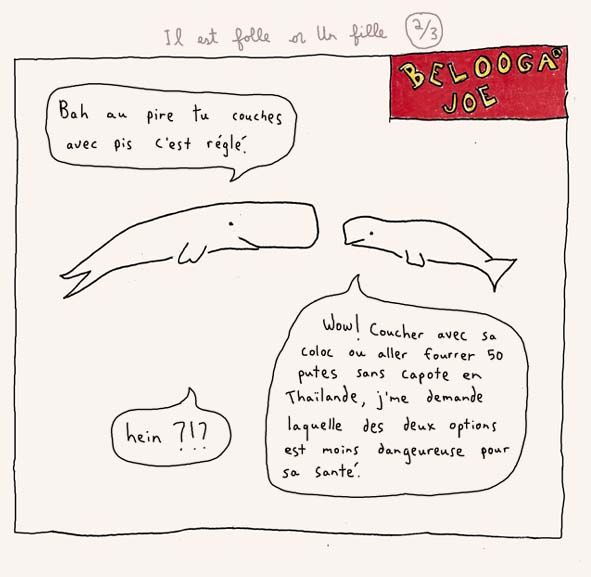 Il est folle or Un fille 2/3
BELOOGA®
JOE
Bah au pire tu couches
avec pis c'est réglé.
Wow! Coucher avec sa
coloc ou aller fourrer 50
putes sans capote en
Thaïlande, j'me demande
laquelle des deux options
est moins dangeureuse pour
sa santé.
hein ?!?